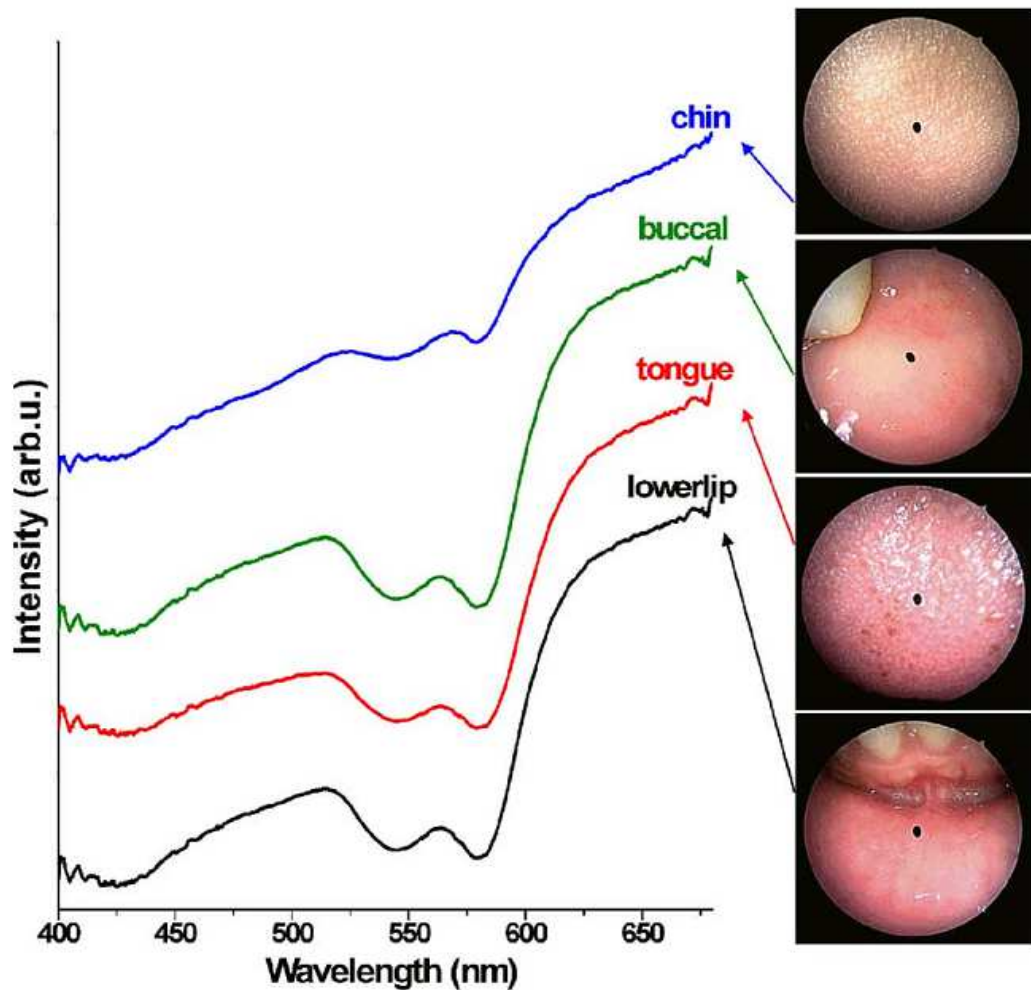 chin
buccal
tongue
lowerlip
Intensity (arb.u.)
400 450 500 550 600 650
Wavelength (nm)